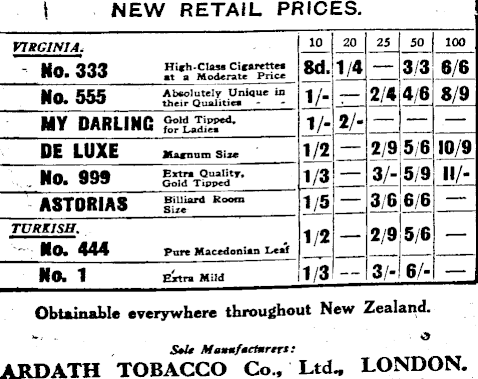 NEW RETAIL PRICES.
10 20 25 50 100
VIRGINIA.
No. 333 High-Class Cigarettes at a Moderate Price 8d. 1/4 — 3/3 6/6
No. 555 Absolutely Unique in their Qualities - - 1/- — 2/4 4/6 8/9
MY DARLING Gold Tipped, for Ladies 1/- 2/-
DE LUXE Magnum Size 1/2 — 2/9 5/6 10/9
No. 999 Extra Quality, Gold Tipped 1/3 — 3/- 5/9 11/-
ASTORIAS Billiard Room Size 1/5 — 3/6 6/6 —
TURKISH.
No. 444 Pure Macedonian Leaf 1/2 — 2/9 5/6 —
No. 1 Extra Mild 1/3 -- 3/- 6/- —
Obtainable everywhere throughout New Zealand.
Sole Manufacturers:
ARDATH TOBACCO Co., Ltd., LONDON.